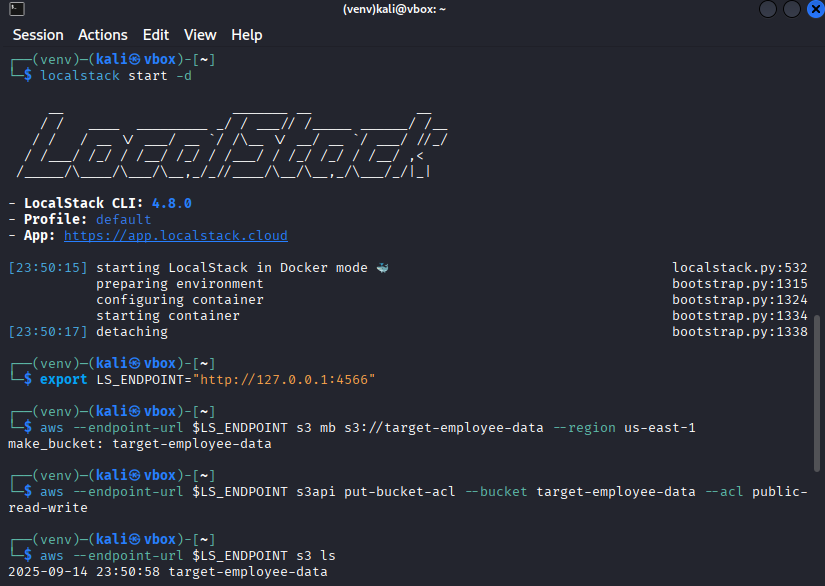 (venv)kali@vbox: ~
Session Actions Edit View Help
┌──(venv)─(kali㉿vbox)-[~]
└─$ localstack start -d
LocalStack
- LocalStack CLI: 4.8.0
- Profile: default
- App: https://app.localstack.cloud
[23:50:15] starting LocalStack in Docker mode 🐳 localstack.py:532
preparing environment bootstrap.py:1315
configuring container bootstrap.py:1324
starting container bootstrap.py:1334
[23:50:17] detaching bootstrap.py:1338
┌──(venv)─(kali㉿vbox)-[~]
└─$ export LS_ENDPOINT="http://127.0.0.1:4566"
┌──(venv)─(kali㉿vbox)-[~]
└─$ aws --endpoint-url $LS_ENDPOINT s3 mb s3://target-employee-data --region us-east-1
make_bucket: target-employee-data
┌──(venv)─(kali㉿vbox)-[~]
└─$ aws --endpoint-url $LS_ENDPOINT s3api put-bucket-acl --bucket target-employee-data --acl public-
read-write
┌──(venv)─(kali㉿vbox)-[~]
└─$ aws --endpoint-url $LS_ENDPOINT s3 ls
2025-09-14 23:50:58 target-employee-data